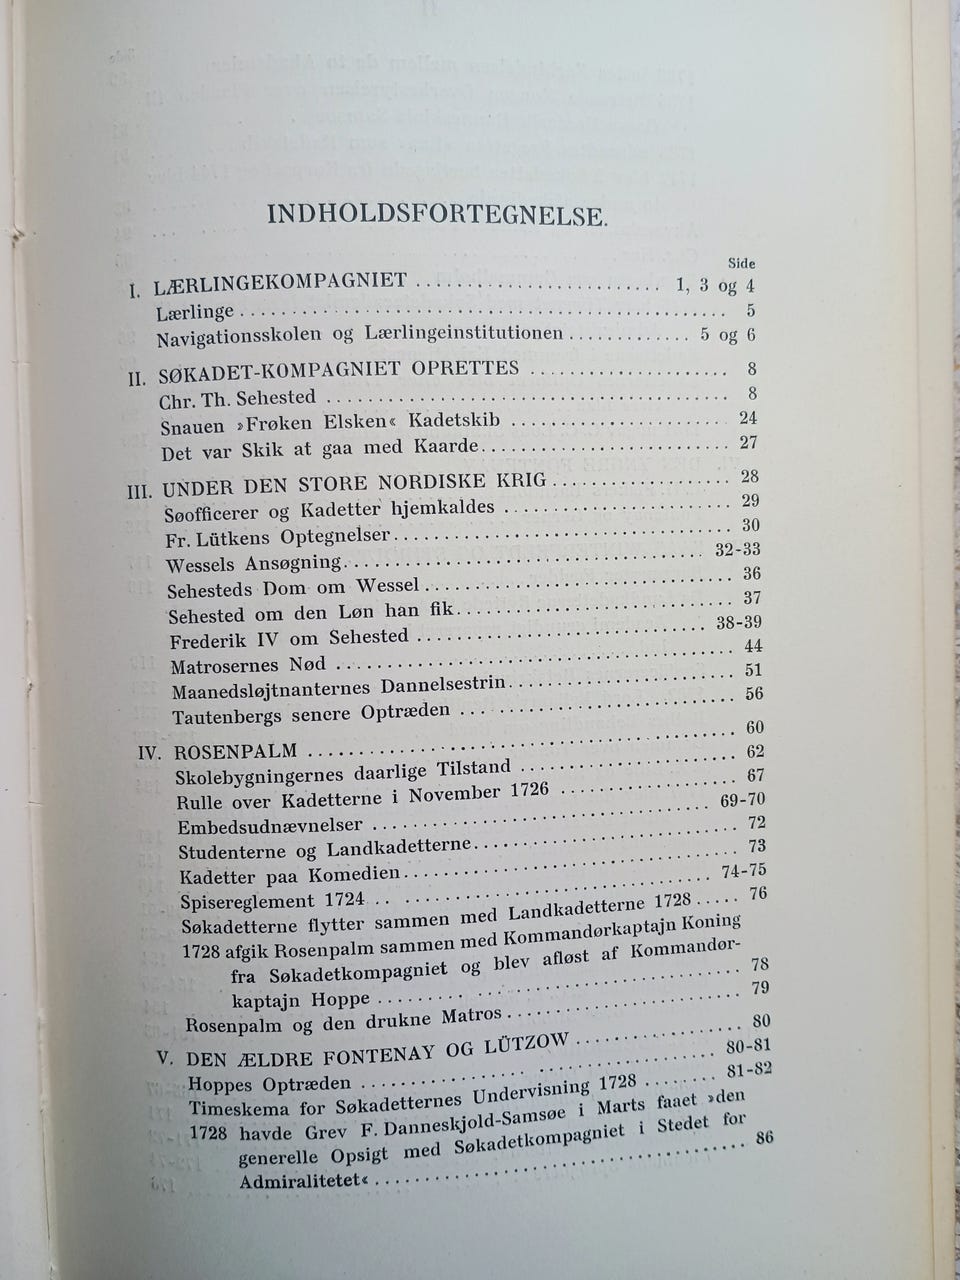 INDHOLDSFORTEGNELSE.
Side
I. LÆRLINGEKOMPAGNIET ........................ 1, 3 og 4
Lærlinge ................................................ 5
Navigationsskolen og Lærlingeinstitutionen ............. 5 og 6
II. SØKADET-KOMPAGNIET OPRETTES ...................... 8
Chr. Th. Sehested ........................................ 8
Snauen »Frøken Elsken« Kadetskib ........................ 24
Det var Skik at gaa med Kaarde........................... 27
III. UNDER DEN STORE NORDISKE KRIG .................. 28
Søofficerer og Kadetter hjemkaldes ....................... 29
Fr. Lütkens Optegnelser................................... 30
Wessels Ansøgning..................................... 32-33
Sehesteds Dom om Wessel ................................. 36
Sehested om den Løn han fik.............................. 37
Frederik IV om Sehested .............................. 38-39
Matrosernes Nød ......................................... 44
Maanedsløjtnanternes Dannelsestrin........................ 51
Tautenbergs senere Optræden .............................. 56
IV. ROSENPALM .......................................... 60
Skolebygningernes daarlige Tilstand ....................... 62
Rulle over Kadetterne i November 1726 .................... 67
Embedsudnævnelser .................................... 69-70
Studenterne og Landkadetterne............................ 72
Kadetter paa Komedien.................................... 73
Spisereglement 1724 .. ................................ 74-75
Søkadetterne flytter sammen med Landkadetterne 1728..... 76
1728 afgik Rosenpalm sammen med Kommandørkaptajn Koning
fra Søkadetkompagniet og blev afløst af Kommandør-
kaptajn Hoppe ........................................ 78
Rosenpalm og den drukne Matros........................... 79
V. DEN ÆLDRE FONTENAY OG LÜTZOW ................... 80
Hoppes Optræden ...................................... 80-81
Timeskema for Søkadetternes Undervisning 1728 ........ 81-82
1728 havde Grev F. Danneskjold-Samsøe i Marts faaet »den
generelle Opsigt med Søkadetkompagniet i Stedet for
Admiralitetet« ........................................ 86